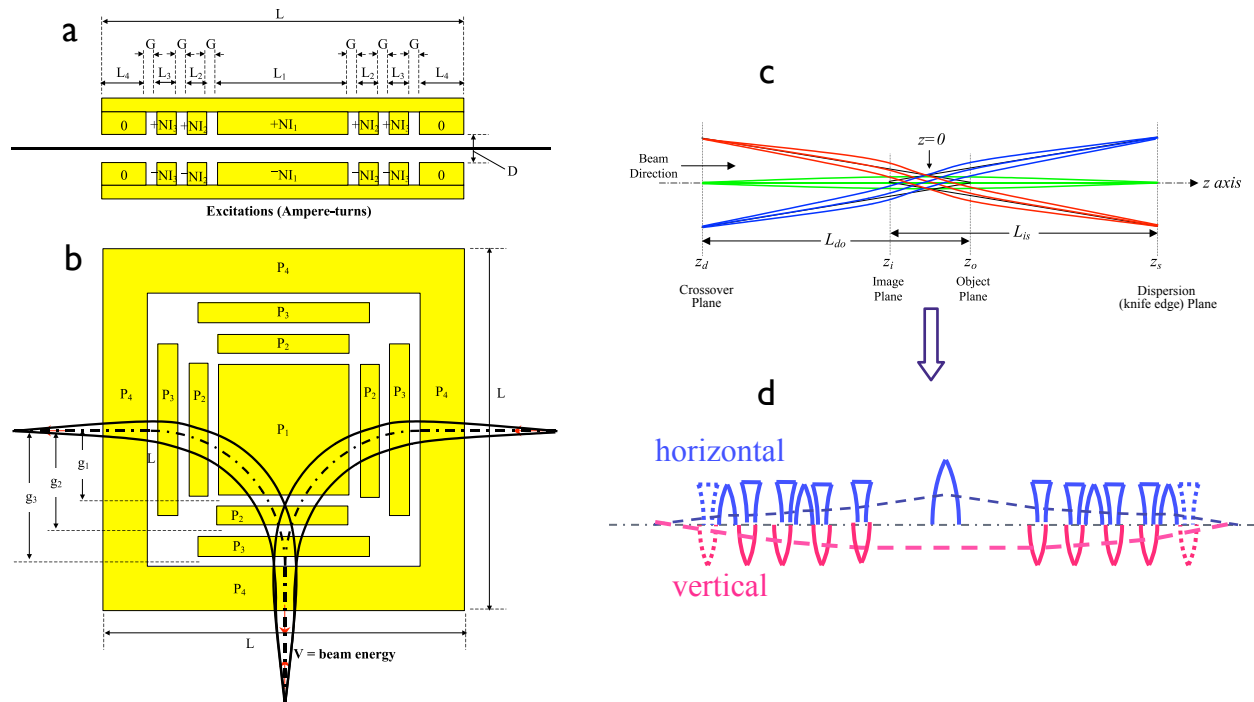 a
L
G G G G G G
L4 L3 L2 L1 L2 L3 L4
0 +NI3 +NI2 +NI1 +NI2 +NI3 0
0 −NI3 −NI2 −NI1 −NI2 −NI3 0
D
Excitations (Ampere-turns)
b
P4
P3
P2
P4 P3 P2 P1 P2 P3 P4
L
L
g1
g2
g3
P2
P3
P4
L
V = beam energy
c
z=0
Beam
Direction
z axis
Ldo
Lis
zd zi zo zs
Crossover
Plane
Image
Plane
Object
Plane
Dispersion
(knife edge) Plane
d
horizontal
vertical